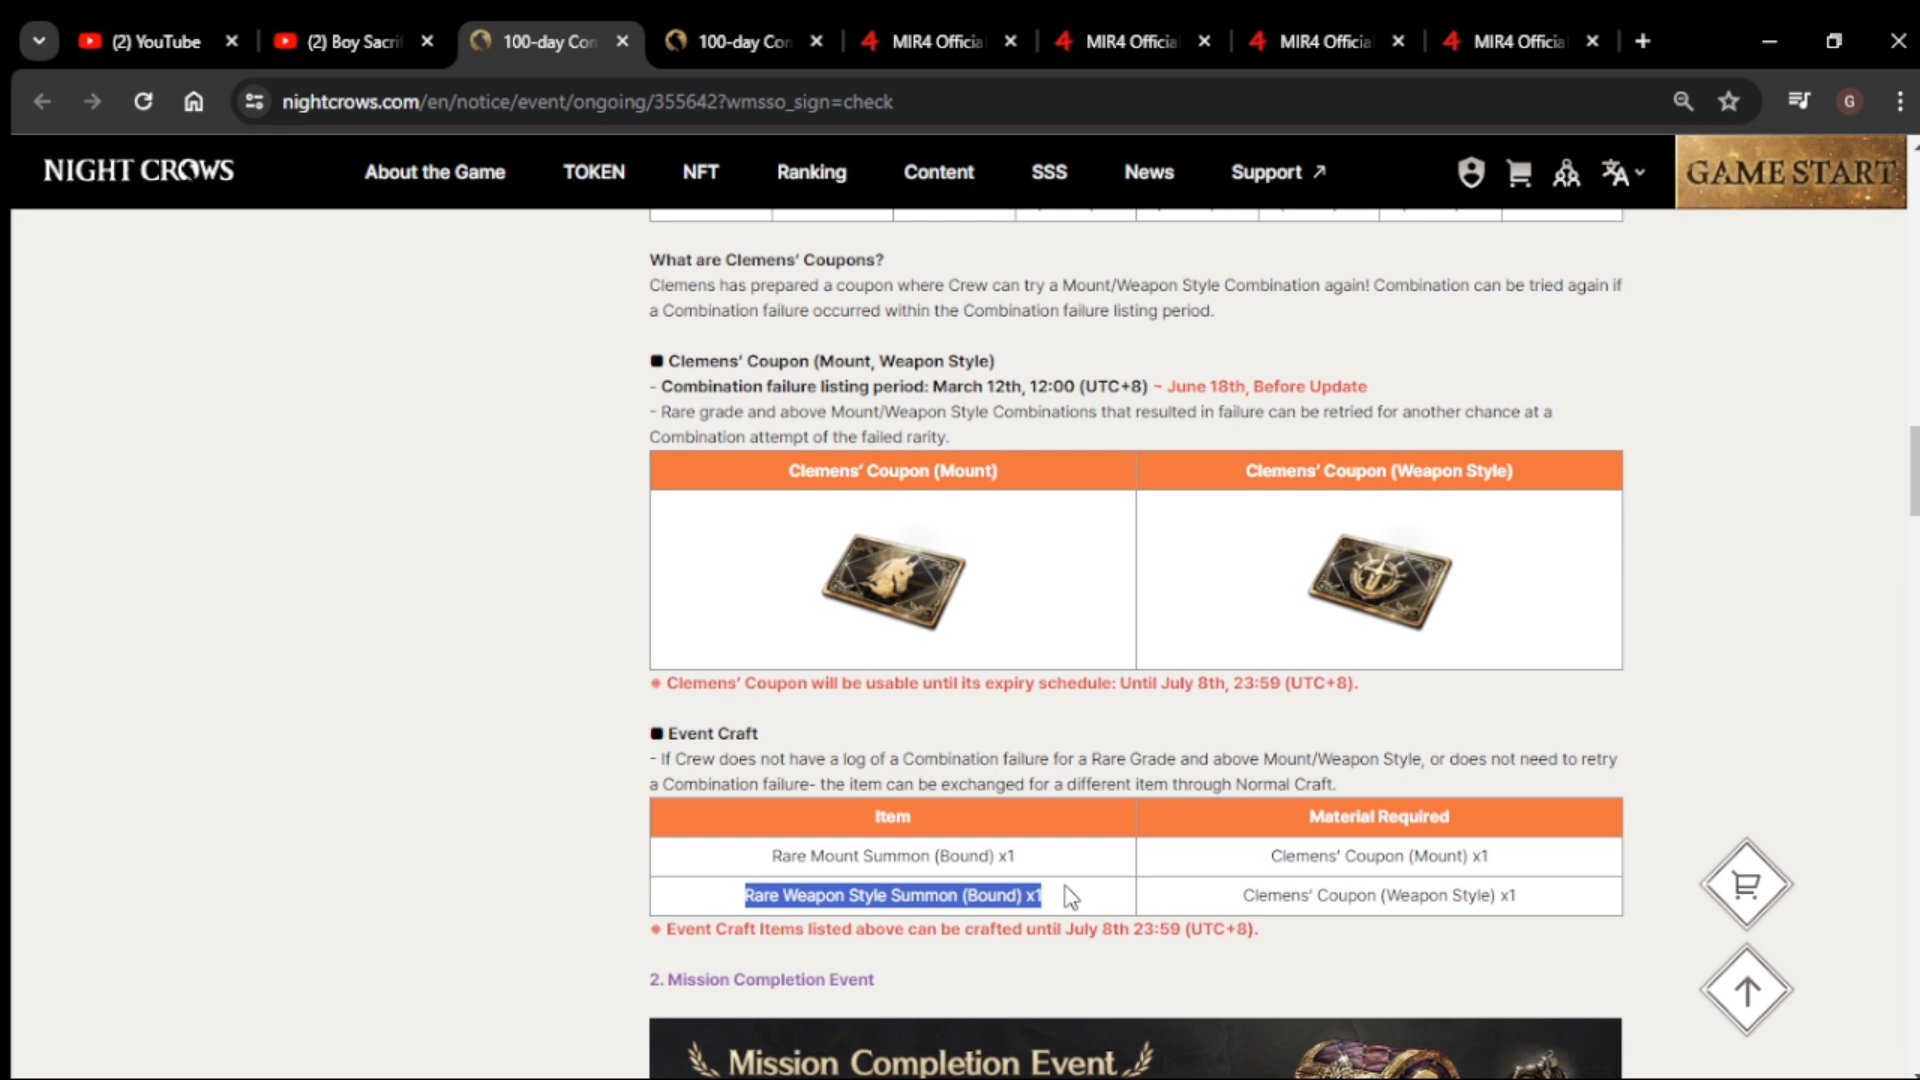 (2) YouTube
(2) Boy Sacri
100-day Con
100-day Con
MIR4 Officia
MIR4 Officia
MIR4 Officia
MIR4 Officia
nightcrows.com/en/notice/event/ongoing/355642?wmsso_sign=check
G
NIGHT CROWS
About the Game
TOKEN
NFT
Ranking
Content
SSS
News
Support
GAME START
What are Clemens' Coupons?
Clemens has prepared a coupon where Crew can try a Mount/Weapon Style Combination again! Combination can be tried again if
a Combination failure occurred within the Combination failure listing period.
■ Clemens' Coupon (Mount, Weapon Style)
- Combination failure listing period: March 12th, 12:00 (UTC+8) ~ June 18th, Before Update
- Rare grade and above Mount/Weapon Style Combinations that resulted in failure can be retried for another chance at a
Combination attempt of the failed rarity.
Clemens' Coupon (Mount)
Clemens' Coupon (Weapon Style)
※ Clemens' Coupon will be usable until its expiry schedule: Until July 8th, 23:59 (UTC+8).
■ Event Craft
- If Crew does not have a log of a Combination failure for a Rare Grade and above Mount/Weapon Style, or does not need to retry
a Combination failure- the item can be exchanged for a different item through Normal Craft.
Item
Material Required
Rare Mount Summon (Bound) x1
Clemens' Coupon (Mount) x1
Rare Weapon Style Summon (Bound) x1
Clemens' Coupon (Weapon Style) x1
※ Event Craft Items listed above can be crafted until July 8th 23:59 (UTC+8).
2. Mission Completion Event
Mission Completion Event